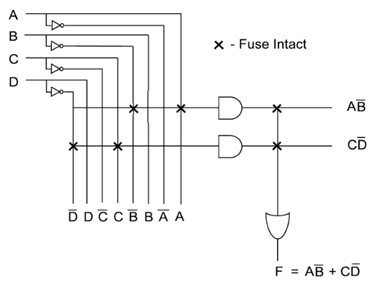 A
B
C
D
× - Fuse Intact
AB̅
CD̅
D̅ D C̅ C B̅ B A̅ A
F = AB̅ + CD̅